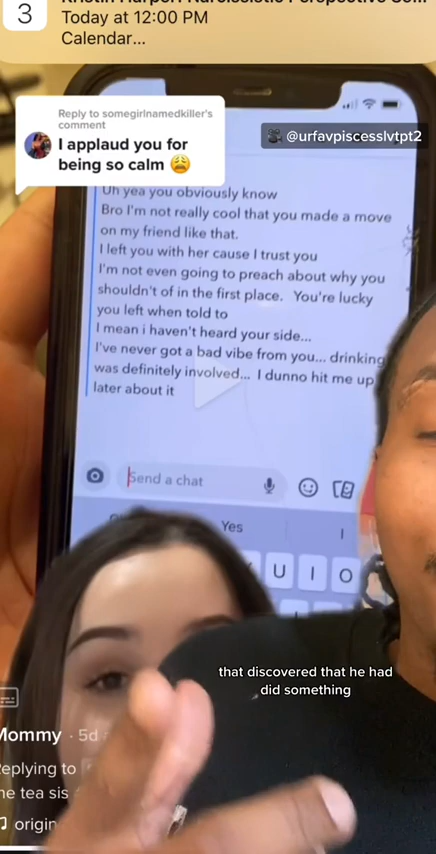 3
Today at 12:00 PM
Calendar...
Reply to somegirlnamedkiller's
comment
I applaud you for
being so calm 😩
@urfavpiscesslvtpt2
Uh yea you obviously know
Bro I'm not really cool that you made a move
on my friend like that.
I left you with her cause I trust you
I'm not even going to preach about why you
shouldn't of in the first place. You're lucky
you left when told to
I mean i haven't heard your side...
I've never got a bad vibe from you... drinking
was definitely involved... I dunno hit me up
later about it
Send a chat
Yes
I
U I O
that discovered that he had
did something
Mommy · 5d
Replying to
he tea sis
origin